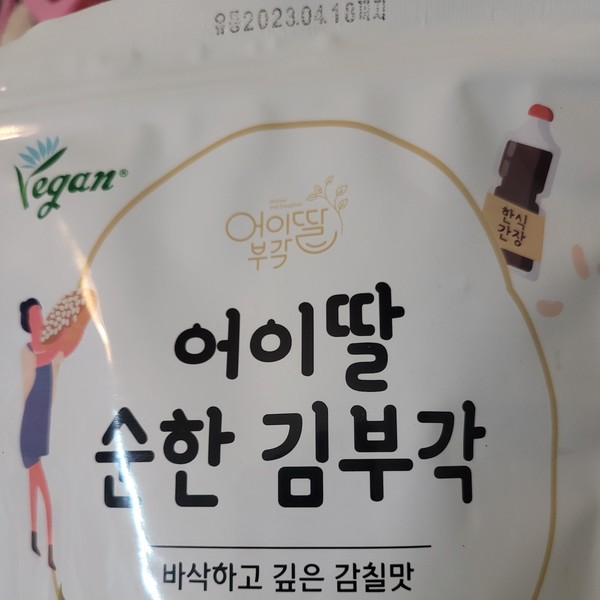 유통2023.04.18까지
Vegan®
어이딸
부각
한식
간장
어이딸
순한 김부각
바삭하고 깊은 감칠맛